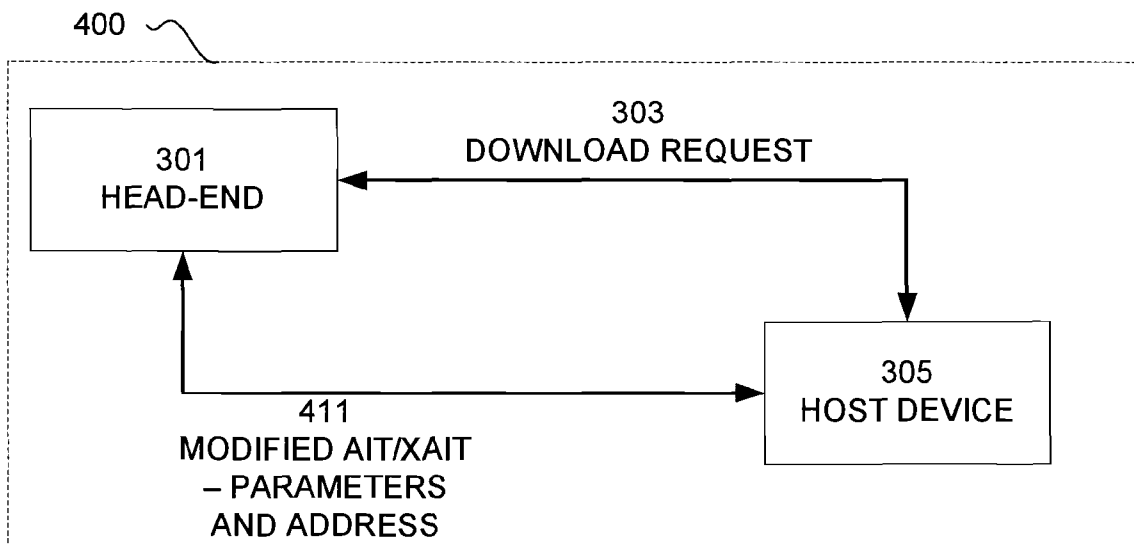 400
303
DOWNLOAD REQUEST
301
HEAD-END
305
HOST DEVICE
411
MODIFIED AIT/XAIT
– PARAMETERS
AND ADDRESS